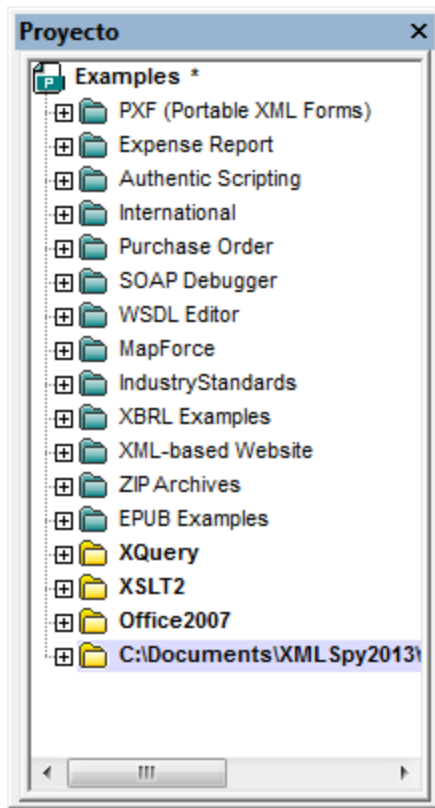 Proyecto
Examples *
PXF (Portable XML Forms)
Expense Report
Authentic Scripting
International
Purchase Order
SOAP Debugger
WSDL Editor
MapForce
IndustryStandards
XBRL Examples
XML-based Website
ZIP Archives
EPUB Examples
XQuery
XSLT2
Office2007
C:\Documents\XMLSpy2013\